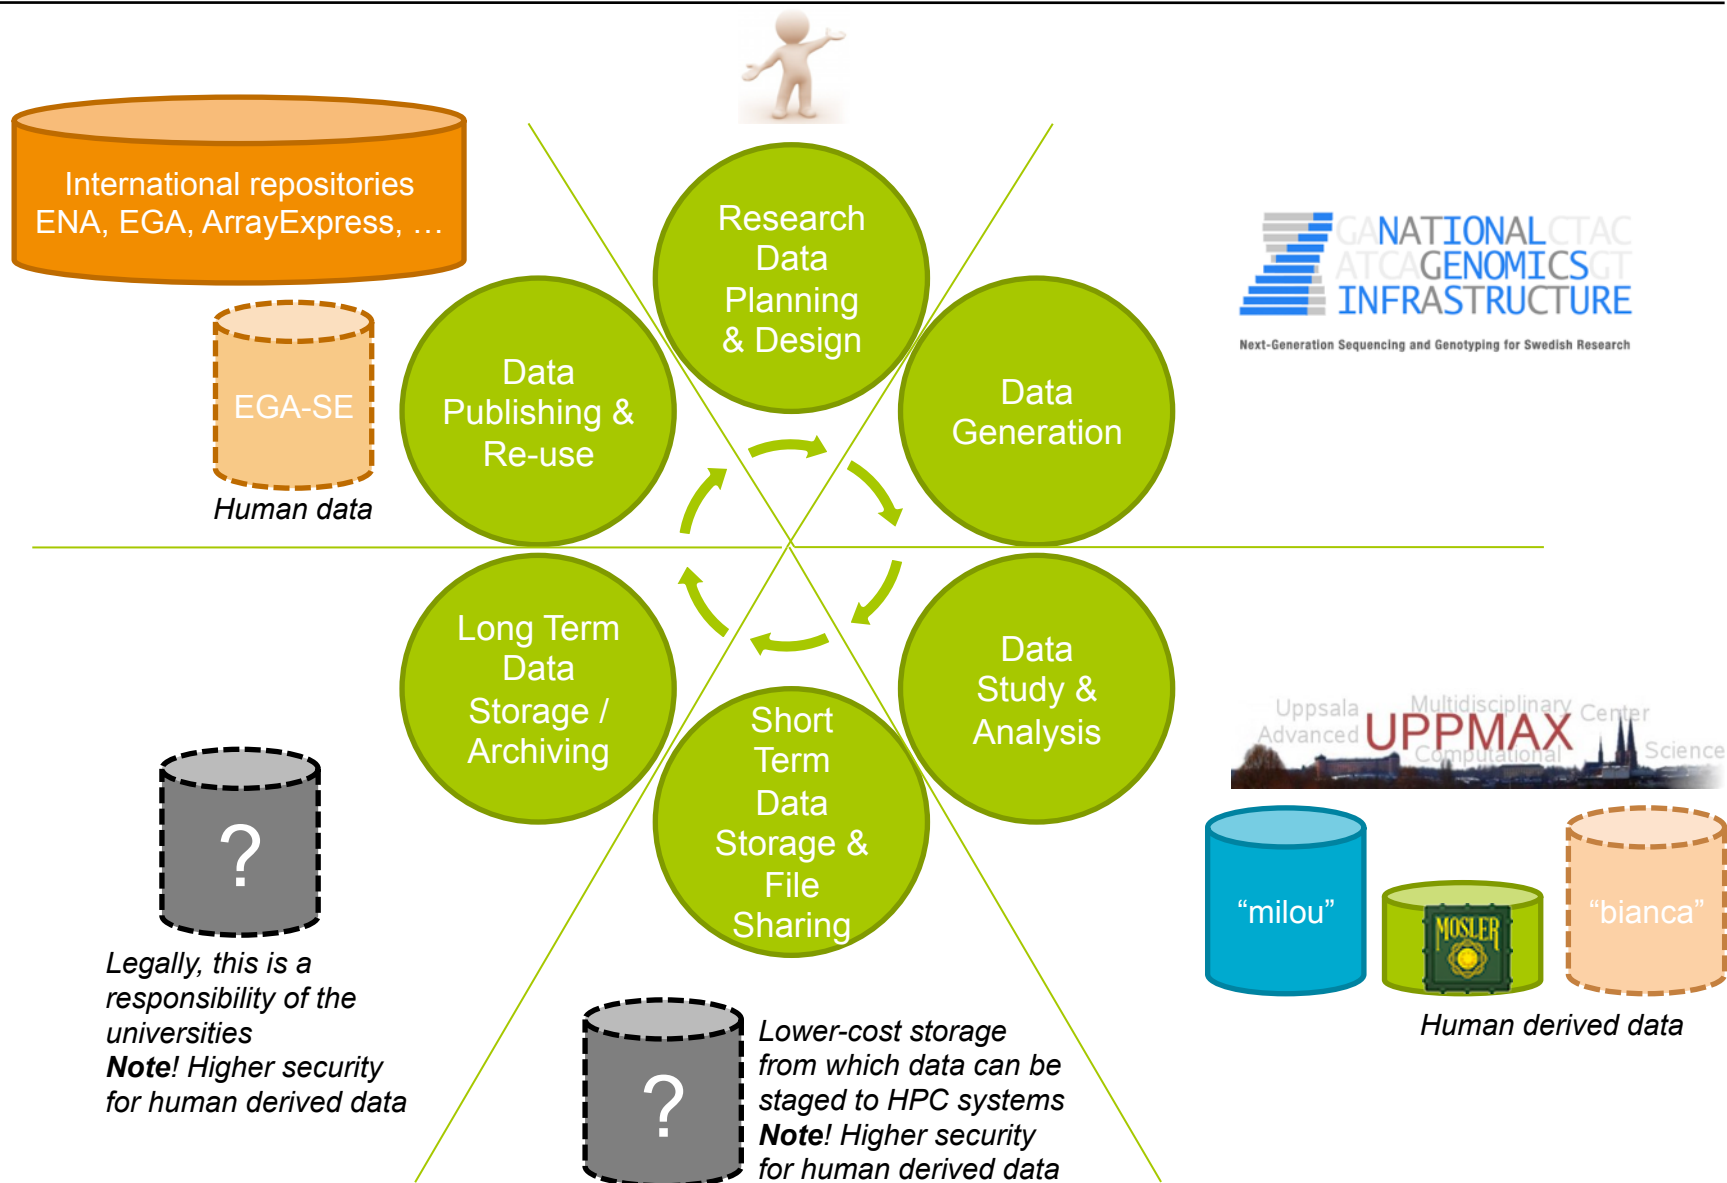 International repositories
ENA, EGA, ArrayExpress, …
EGA-SE
Human data
Research
Data
Planning
& Design
Data
Generation
Data
Study &
Analysis
Short
Term
Data
Storage &
File
Sharing
Long Term
Data
Storage /
Archiving
Data
Publishing &
Re-use
GANATIONALCTAC
ATCAGENOMICSGT
INFRASTRUCTURE
Next-Generation Sequencing and Genotyping for Swedish Research
Uppsala Multidisciplinary Center
Advanced UPPMAX
Computational Science
“milou”
MOSLER
“bianca”
Human derived data
?
Legally, this is a
responsibility of the
universities
Note! Higher security
for human derived data
?
Lower-cost storage
from which data can be
staged to HPC systems
Note! Higher security
for human derived data